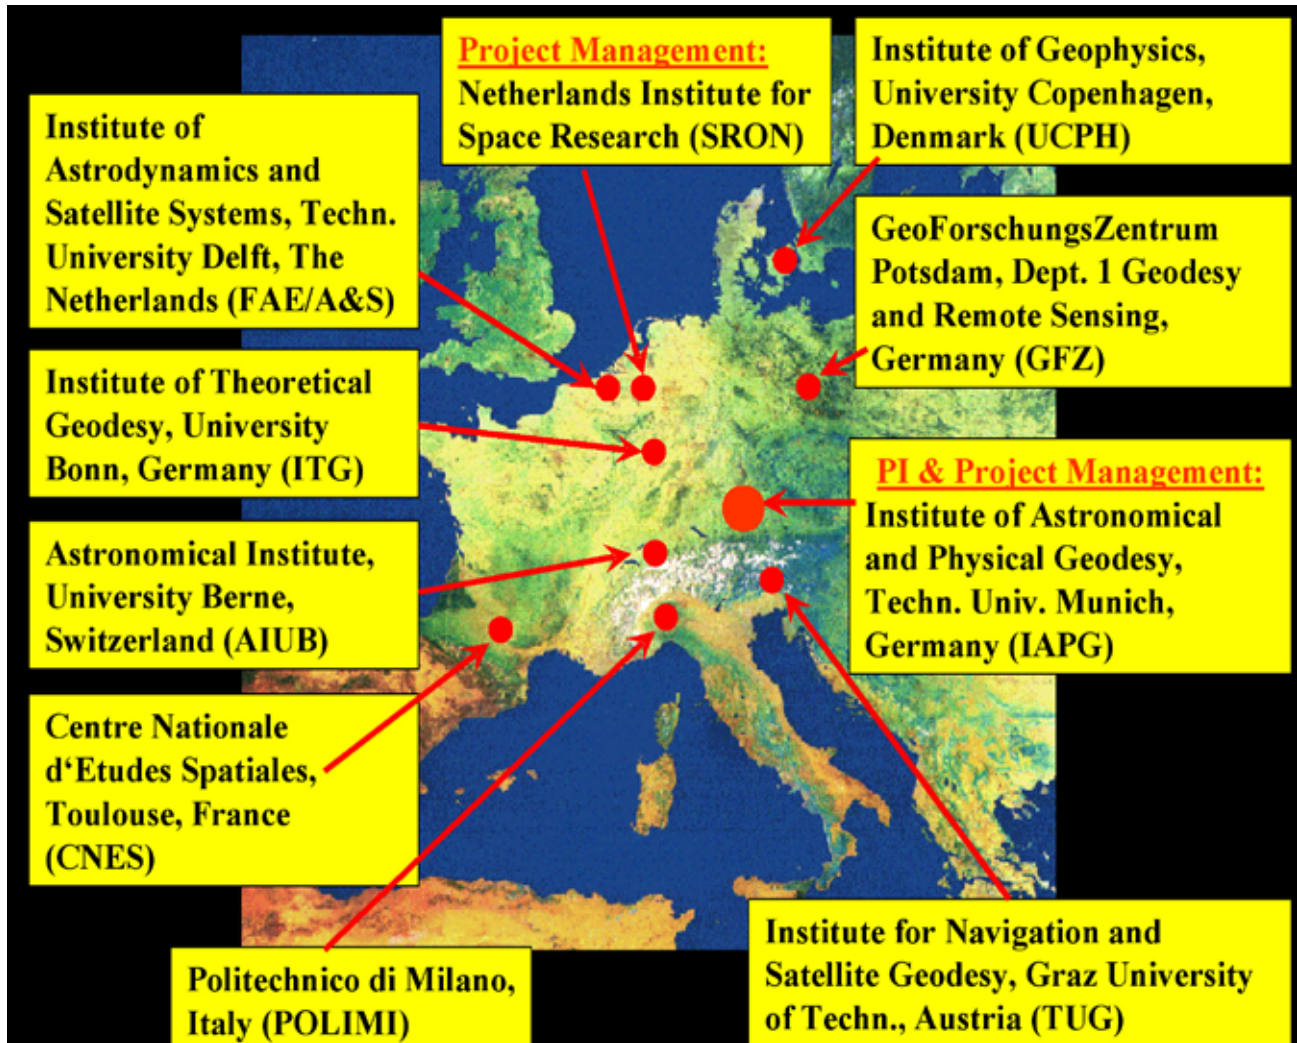 Project Management:
Netherlands Institute for
Space Research (SRON)
Institute of Geophysics,
University Copenhagen,
Denmark (UCPH)
Institute of
Astrodynamics and
Satellite Systems, Techn.
University Delft, The
Netherlands (FAE/A&S)
GeoForschungsZentrum
Potsdam, Dept. 1 Geodesy
and Remote Sensing,
Germany (GFZ)
Institute of Theoretical
Geodesy, University
Bonn, Germany (ITG)
PI & Project Management:
Institute of Astronomical
and Physical Geodesy,
Techn. Univ. Munich,
Germany (IAPG)
Astronomical Institute,
University Berne,
Switzerland (AIUB)
Centre Nationale
d‘Etudes Spatiales,
Toulouse, France
(CNES)
Politechnico di Milano,
Italy (POLIMI)
Institute for Navigation and
Satellite Geodesy, Graz University
of Techn., Austria (TUG)